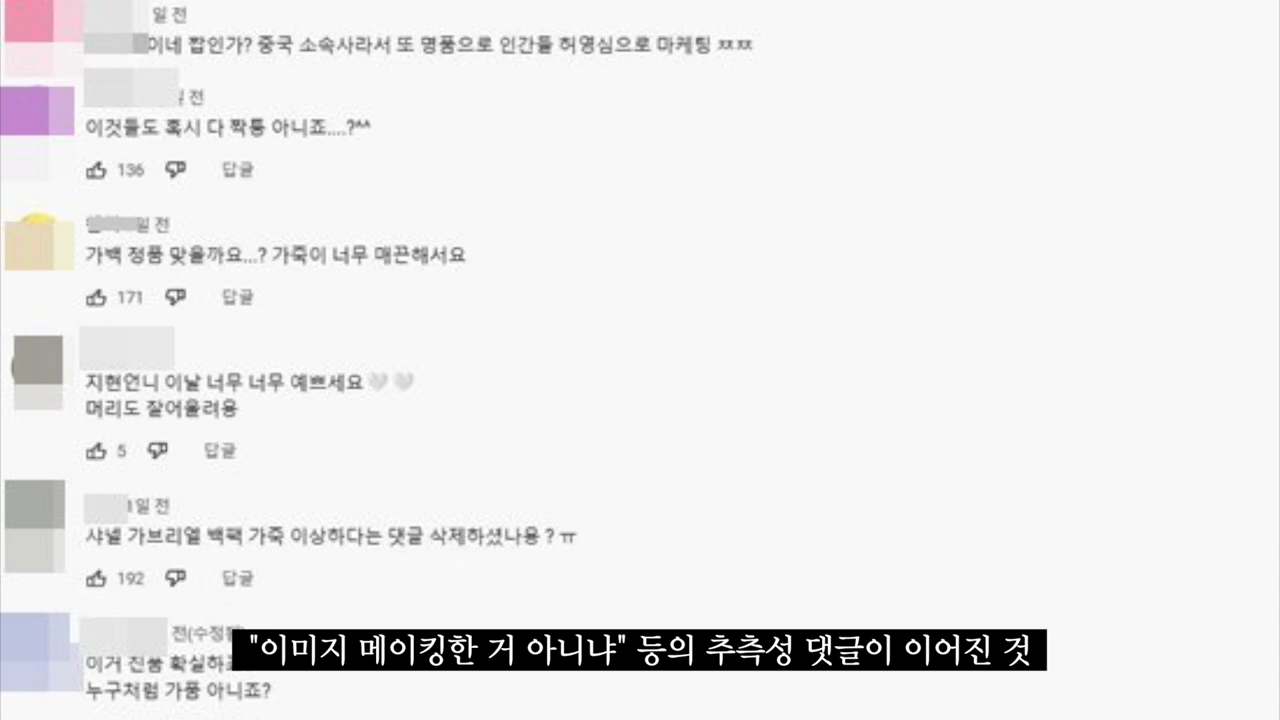 일 전
이네 짭인가? 중국 소속사라서 또 명품으로 인간들 허영심으로 마케팅 ㅉㅉ
전
이것들도 혹시 다 짝퉁 아니죠....?^^
136 답글
일 전
가백 정품 맞을까요...? 가죽이 너무 매끈해서요
171 답글
지현언니 이날 너무 너무 예쁘세요🤍🤍
머리도 잘어울려용
5 답글
1일 전
샤넬 가브리엘 백팩 가죽 이상하다는 댓글 삭제하셨나용 ? ㅠ
192 답글
전(수정됨)
이거 진품 확실하
누구처럼 가품 아니죠?
"이미지 메이킹한 거 아니냐" 등의 추측성 댓글이 이어진 것